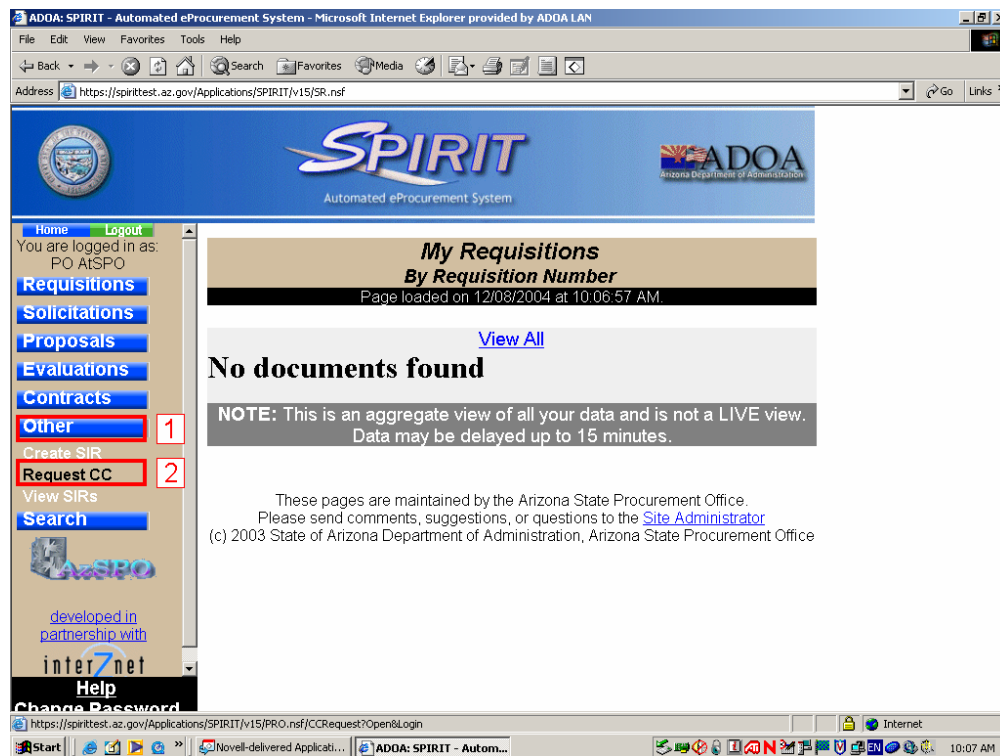 ADOA: SPIRIT - Automated eProcurement System - Microsoft Internet Explorer provided by ADOA LAN
File Edit View Favorites Tools Help
Back Search Favorites Media
Address https://spirittest.az.gov/Applications/SPIRIT/v15/SR.nsf Go Links
SPIRIT
Automated eProcurement System
ADOA
Arizona Department of Administration
Home Logout
You are logged in as:
PO AtSPO
Requisitions
Solicitations
Proposals
Evaluations
Contracts
Other 1
Create SIR
Request CC 2
View SIRs
Search
AZSPO
developed in
partnership with
interZnet
Help
Change Password
My Requisitions
By Requisition Number
Page loaded on 12/08/2004 at 10:06:57 AM.
View All
No documents found
NOTE: This is an aggregate view of all your data and is not a LIVE view.
Data may be delayed up to 15 minutes.
These pages are maintained by the Arizona State Procurement Office.
Please send comments, suggestions, or questions to the Site Administrator
(c) 2003 State of Arizona Department of Administration, Arizona State Procurement Office
https://spirittest.az.gov/Applications/SPIRIT/v15/PRO.nsf/CCRequest?Open&Login Internet
Start Novell-delivered Applicati... ADOA: SPIRIT - Autom... EN 10:07 AM